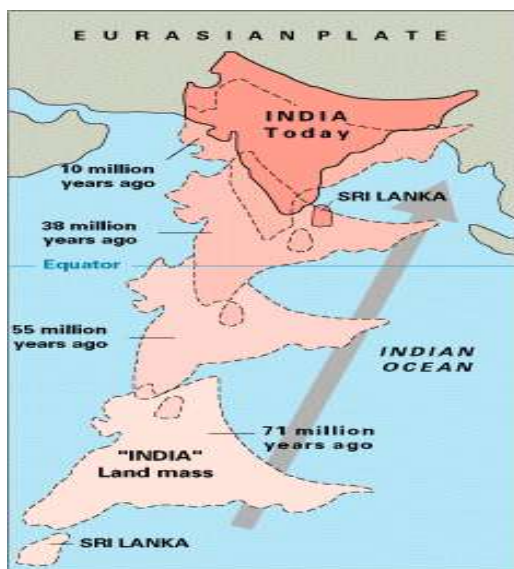 EURASIAN PLATE
INDIA
Today
10 million
years ago
SRI LANKA
38 million
years ago
Equator
55 million
years ago
INDIAN
OCEAN
71 million
years ago
"INDIA"
Land mass
SRI LANKA